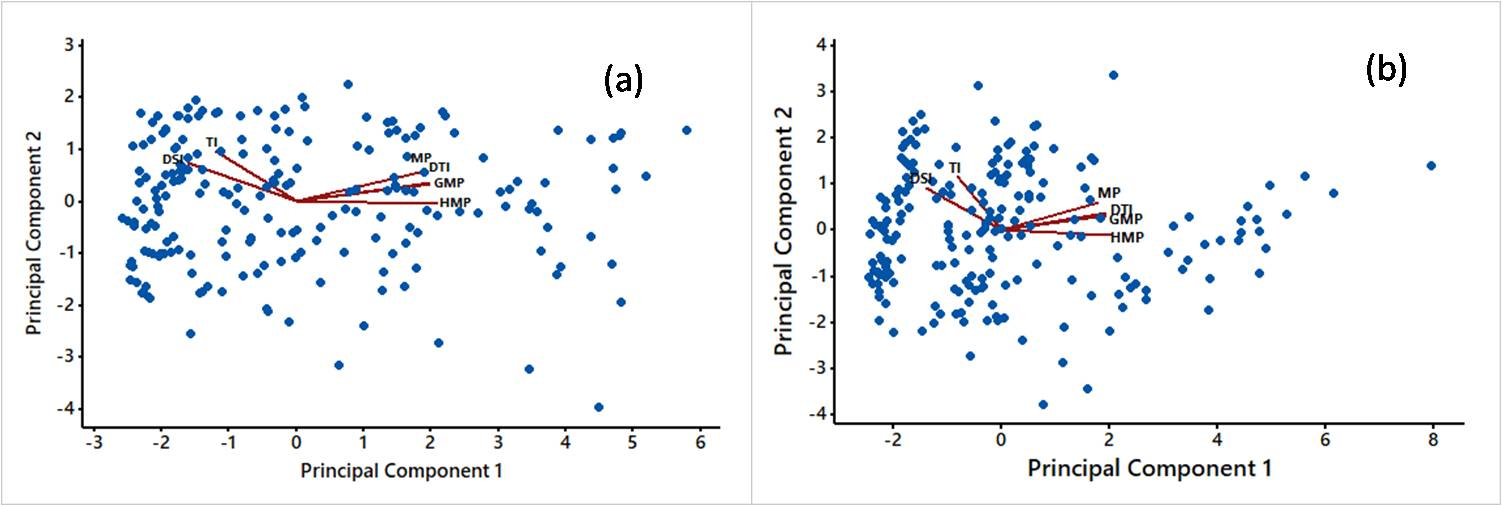 (a)
Principal Component 2
3
2
1
0
-1
-2
-3
-4
TI
DSI
MP
DTI
GMP
HMP
-3
-2
-1
0
1
2
3
4
5
6
Principal Component 1
(b)
Principal Component 2
4
3
2
1
0
-1
-2
-3
-4
TI
DSI
MP
DTI
GMP
HMP
-2
0
2
4
6
8
Principal Component 1